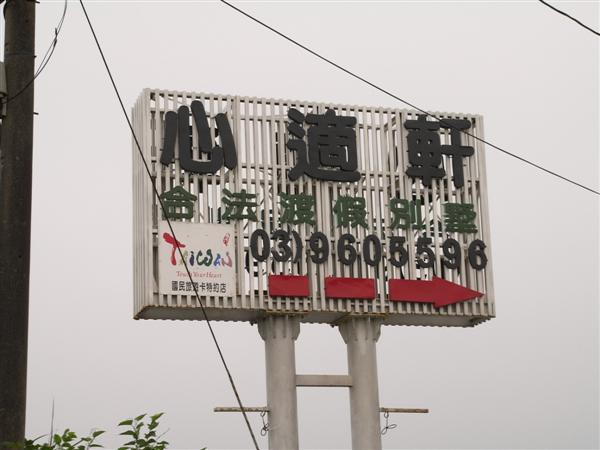 心適軒
合法渡假別墅
(03)9605596
TAIWAN
Touch Your Heart
國民旅遊卡特約店